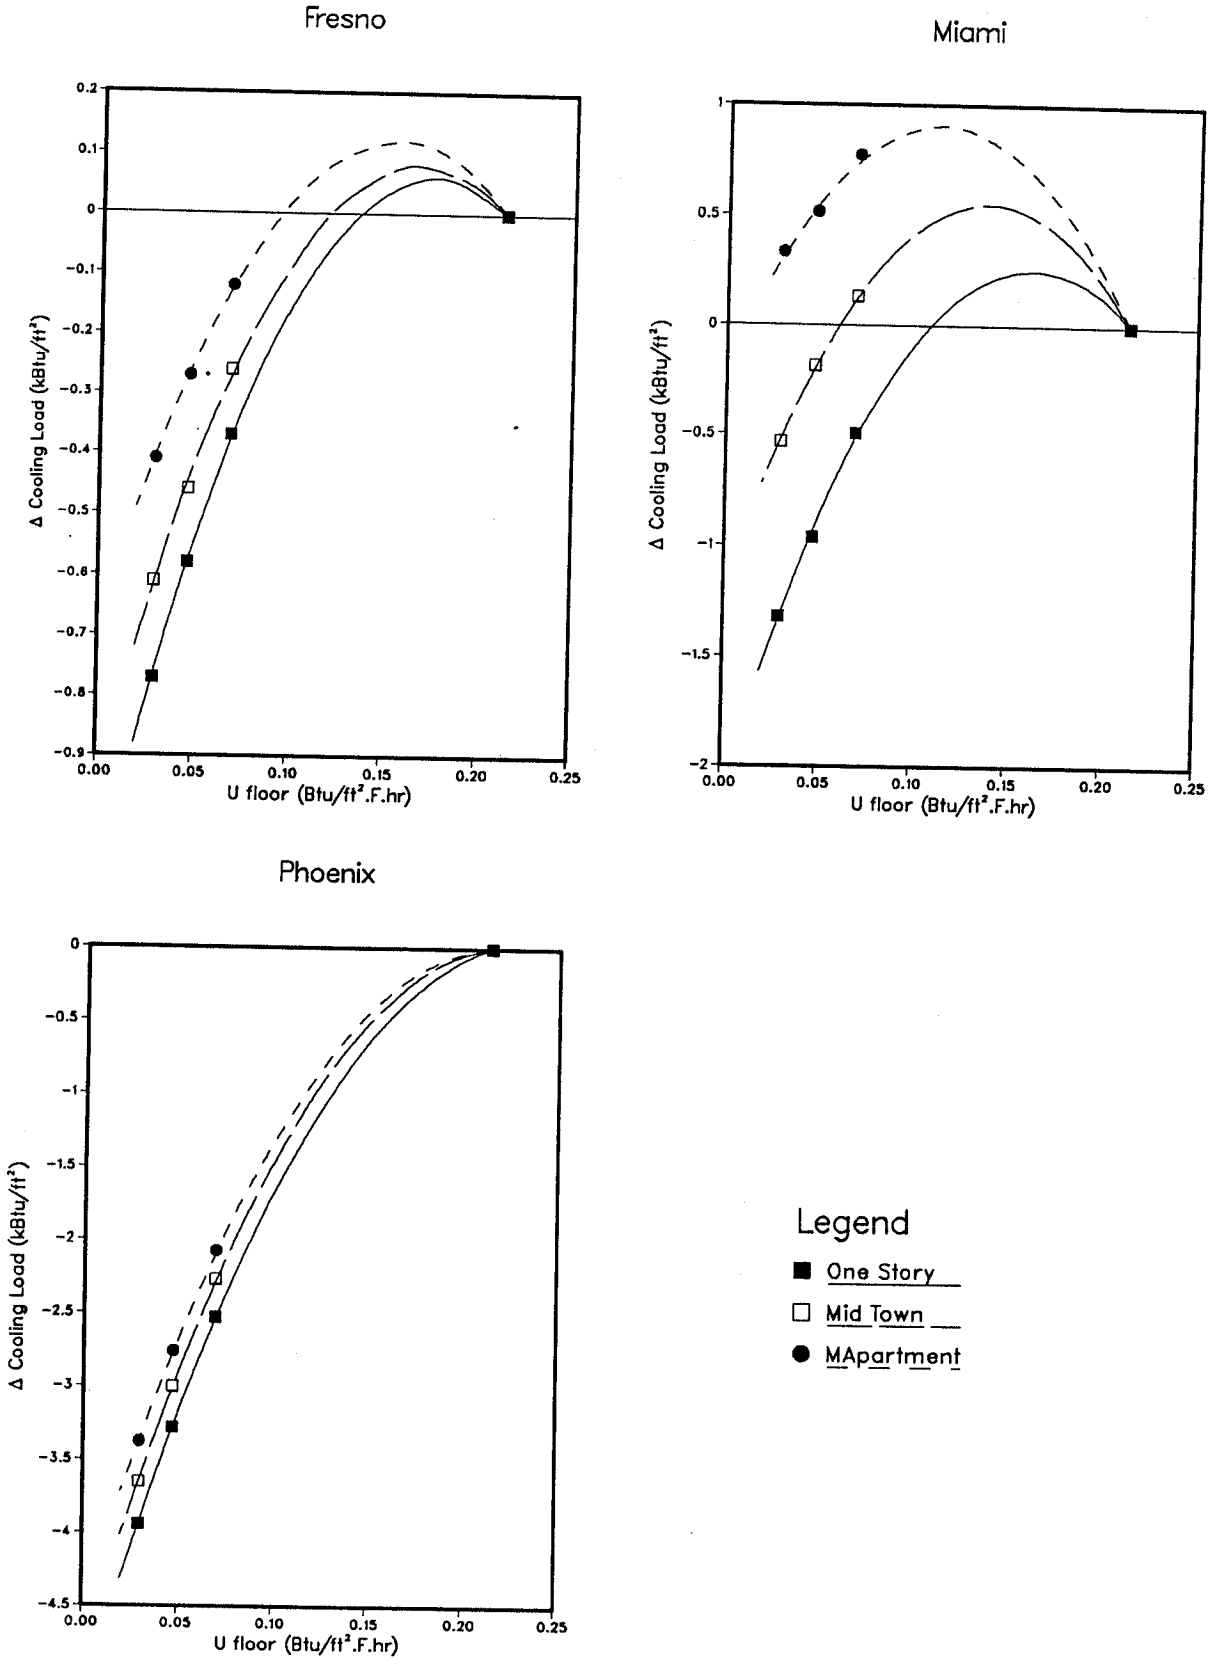 Fresno
0.2
0.1
0
-0.1
-0.2
-0.3
-0.4
-0.5
-0.6
-0.7
-0.8
-0.9
Δ Cooling Load (kBtu/ft²)
0.00 0.05 0.10 0.15 0.20 0.25
U floor (Btu/ft².F.hr)
Miami
1
0.5
0
-0.5
-1
-1.5
-2
Δ Cooling Load (kBtu/ft²)
0.00 0.05 0.10 0.15 0.20 0.25
U floor (Btu/ft².F.hr)
Phoenix
0
-0.5
-1
-1.5
-2
-2.5
-3
-3.5
-4
-4.5
Δ Cooling Load (kBtu/ft²)
0.00 0.05 0.10 0.15 0.20 0.25
U floor (Btu/ft².F.hr)
Legend
One Story
Mid Town
MApartment